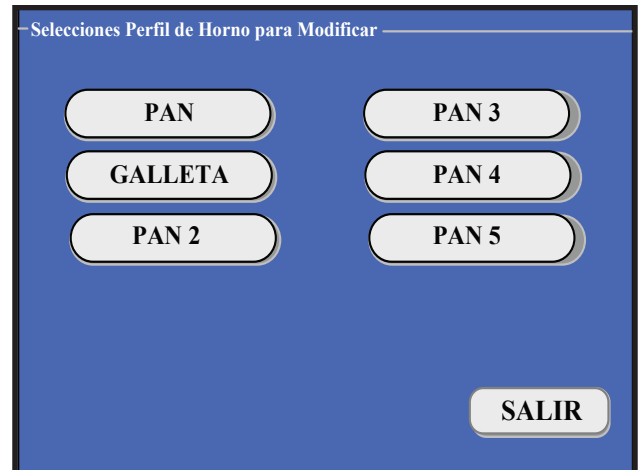 Selecciones Perfil de Horno para Modificar
PAN
PAN 3
GALLETA
PAN 4
PAN 2
PAN 5
SALIR